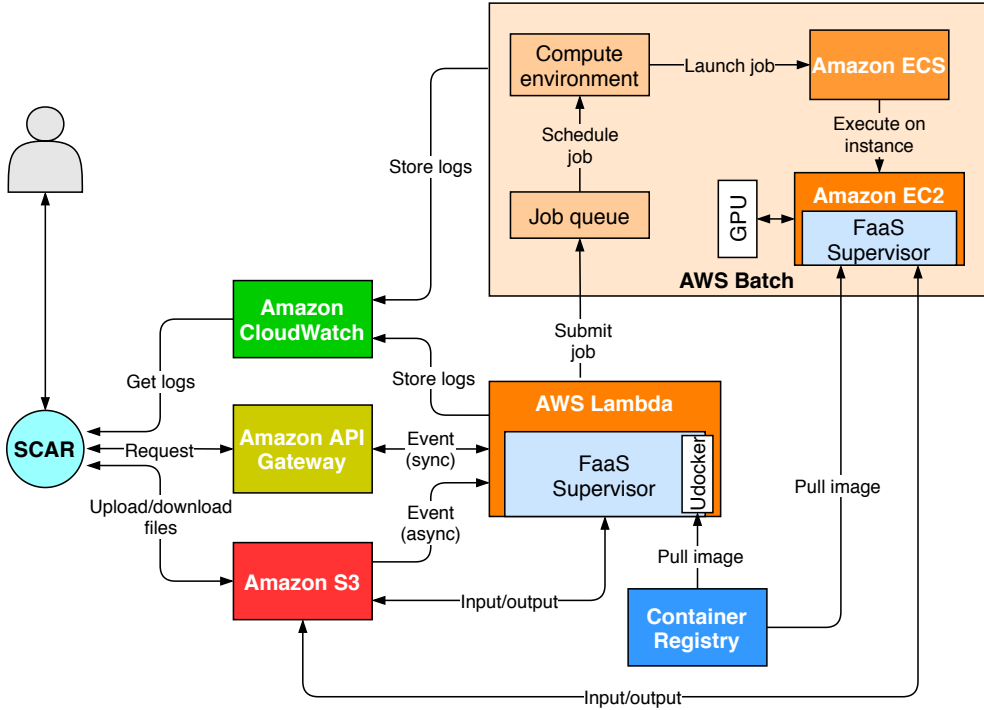 Compute
environment
Launch job
Amazon ECS
Schedule
job
Execute on
instance
Store logs
Job queue
GPU
Amazon EC2
FaaS
Supervisor
AWS Batch
Amazon
CloudWatch
Submit
job
Get logs
Store logs
AWS Lambda
SCAR
Request
Amazon API
Gateway
Event
(sync)
FaaS
Supervisor
Udocker
Pull image
Upload/download
files
Event
(async)
Pull image
Amazon S3
Input/output
Container
Registry
Input/output